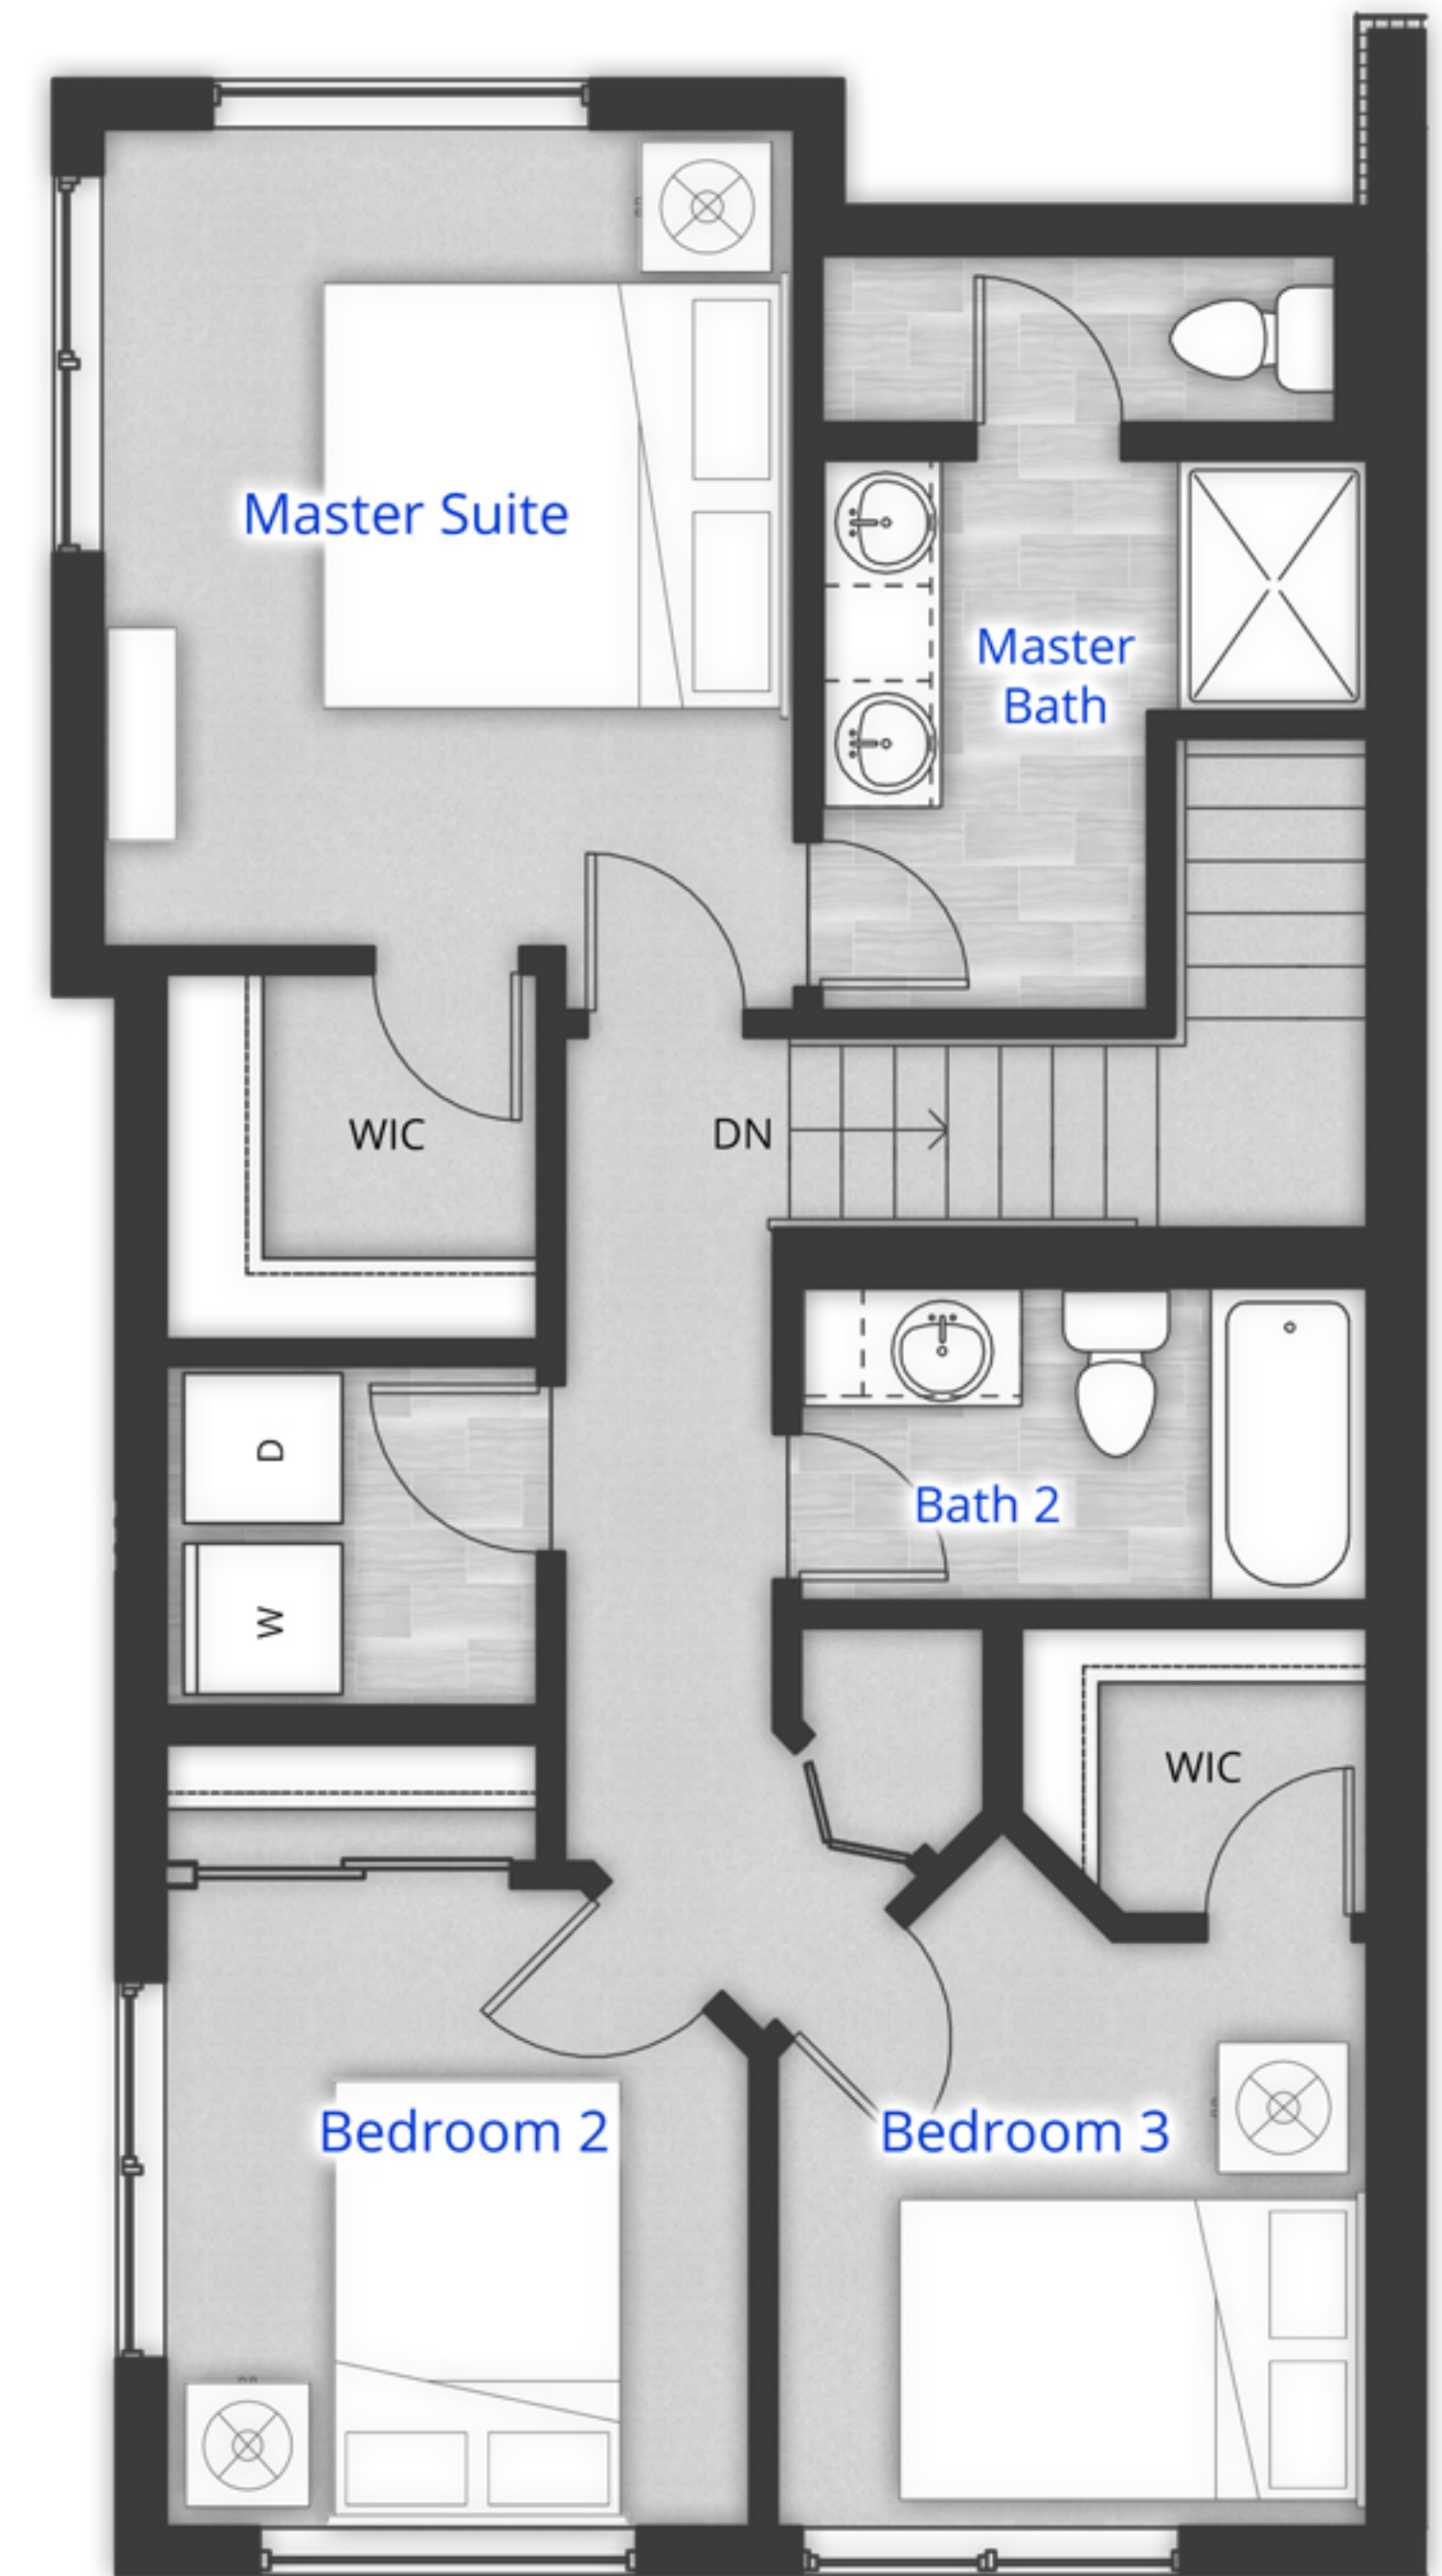 Master Suite
Master
Bath
WIC
DN
D
W
Bath 2
WIC
Bedroom 2
Bedroom 3